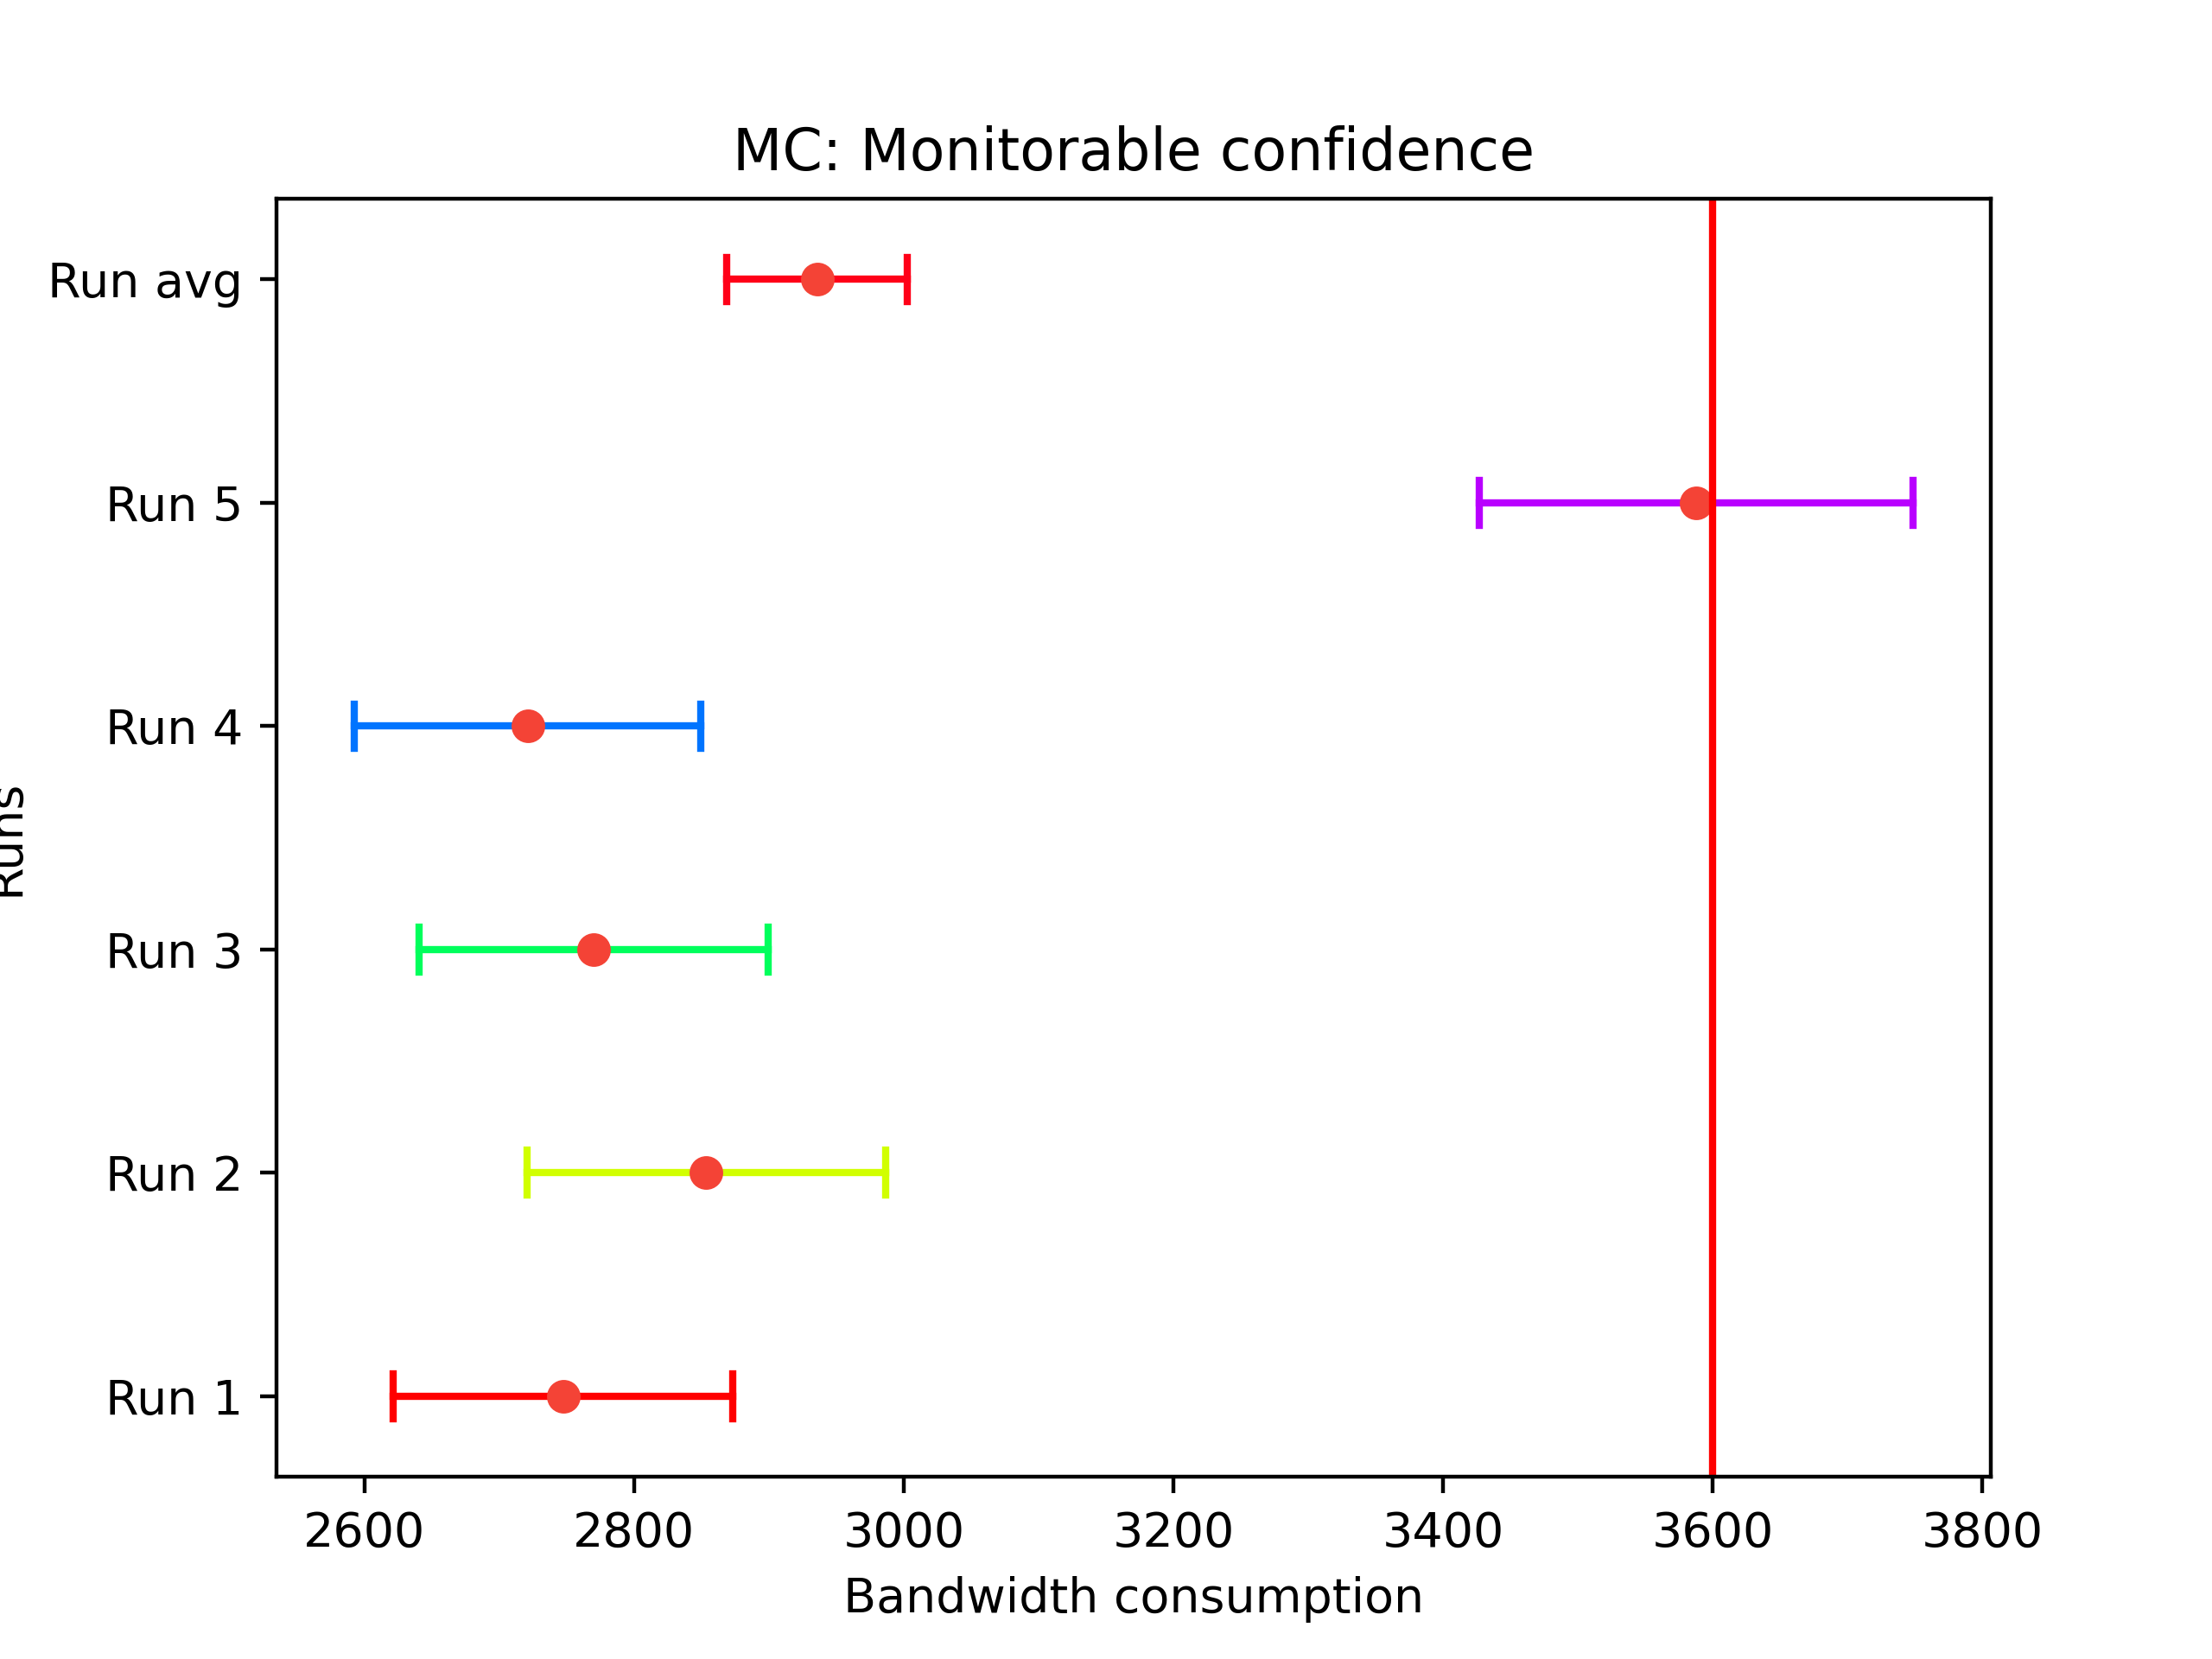 MC: Monitorable confidence
Run avg
Run 5
Run 4
Runs
Run 3
Run 2
Run 1
2600 2800 3000 3200 3400 3600 3800
Bandwidth consumption